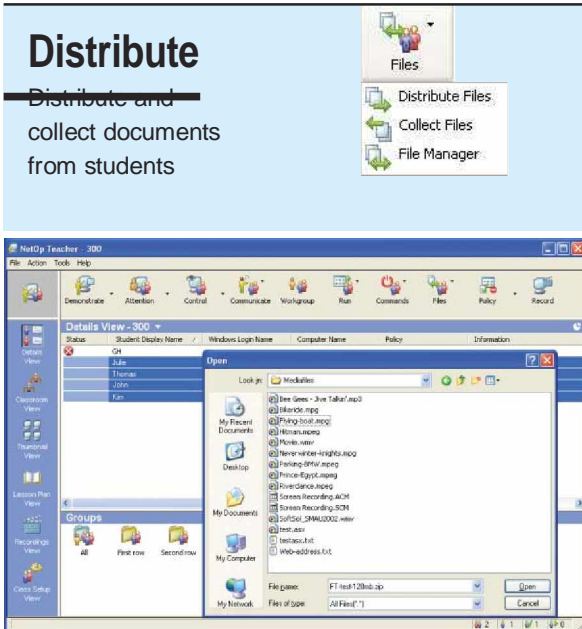 Distribute
Distribute and
collect documents
from students
Files
Distribute Files
Collect Files
File Manager
NetOp Teacher - 300
File Action Tools Help
Demonstrate Attention Control Communicate Workgroup Run Commands Files Policy Record
Details View - 300
Status Student Display Name / Windows Login Name Computer Name Policy Information
GH
Julie
Thomas
John
Kim
Details
View
Classroom
View
Thumbnail
View
Lesson Plan
View
Recordings
View
Class Setup
View
Groups
All First row Second row
Open
Look in: Mediafiles
My Recent
Documents
Desktop
My Documents
My Computer
My Network
Bee Gees - Jive Talkin'.mp3
Bikeride.mpg
Flying-boat.mpg
Hitman.mpeg
Movie.wmv
Neverwinter-knights.mpg
Parking-BMW.mpeg
Prince-Egypt.mpeg
Riverdance.mpeg
Screen Recording.ACM
Screen Recording.SCM
SoftSol_SMAU2002.wmv
test.asx
testasx.txt
Web-address.txt
File name: FT-test-128mb.zip Open
Files of type: All Files(*.*) Cancel
2 1 1 0